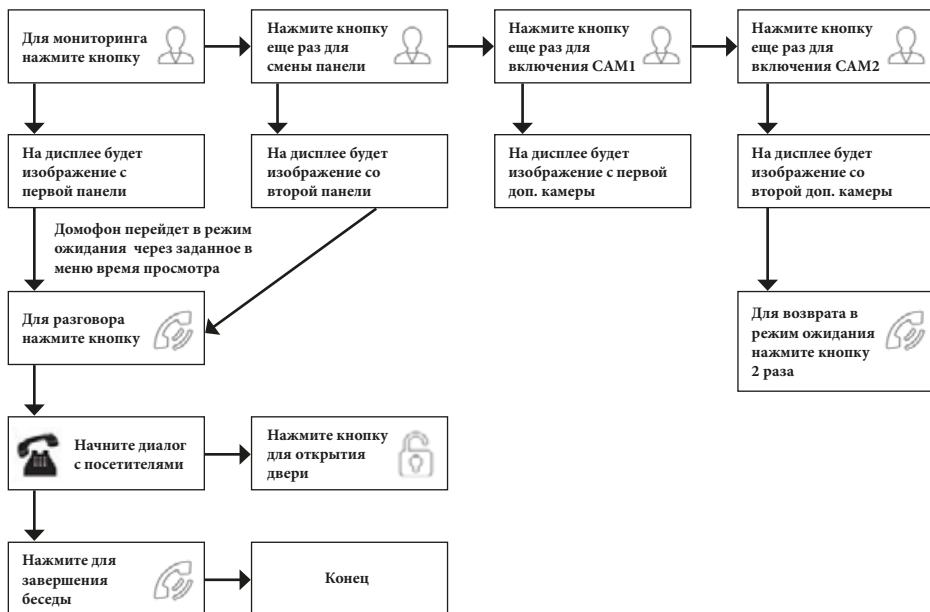 Для мониторинга
нажмите кнопку
Нажмите кнопку
еще раз для
смены панели
Нажмите кнопку
еще раз для
включения CAM1
Нажмите кнопку
еще раз для
включения CAM2
На дисплее будет
изображение с
первой панели
На дисплее будет
изображение со
второй панели
На дисплее будет
изображение с первой
доп. камеры
На дисплее будет
изображение со
второй доп. камеры
Домофон перейдет в режим
ожидания через заданное в
меню время просмотра
Для разговора
нажмите кнопку
Для возврата в
режим ожидания
нажмите кнопку
2 раза
Начните диалог
с посетителями
Нажмите кнопку
для открытия
двери
Нажмите для
завершения
беседы
Конец